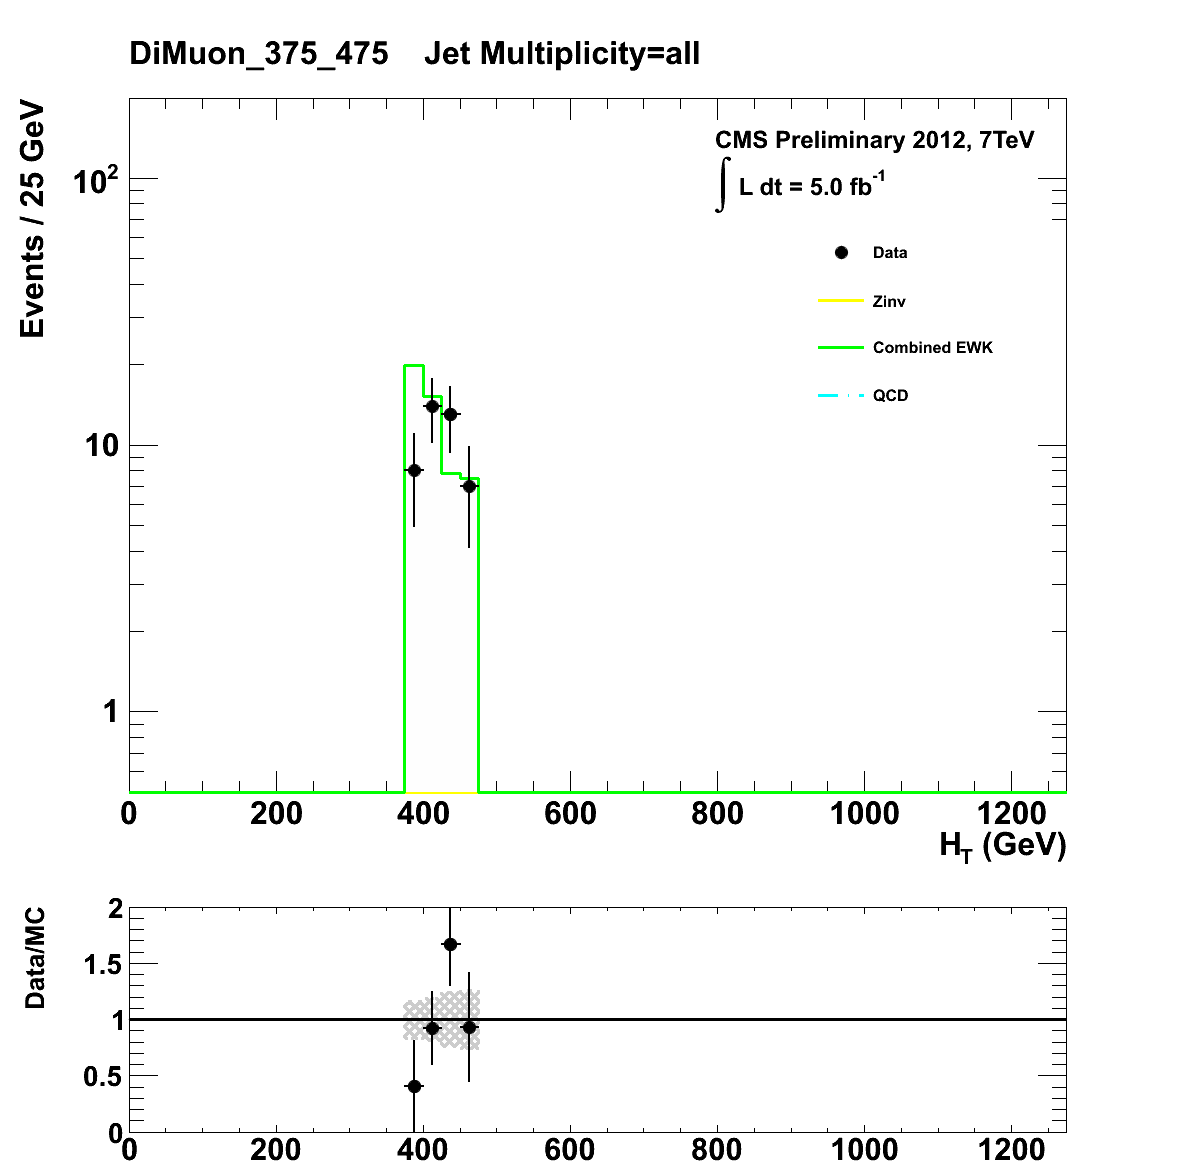 DiMuon_375_475 Jet Multiplicity=all
Events / 25 GeV
CMS Preliminary 2012, 7TeV
∫ L dt = 5.0 fb⁻¹
Data
Zinv
Combined EWK
QCD
10²
10
1
0 200 400 600 800 1000 1200
H_T (GeV)
Data/MC
2
1.5
1
0.5
0
0 200 400 600 800 1000 1200